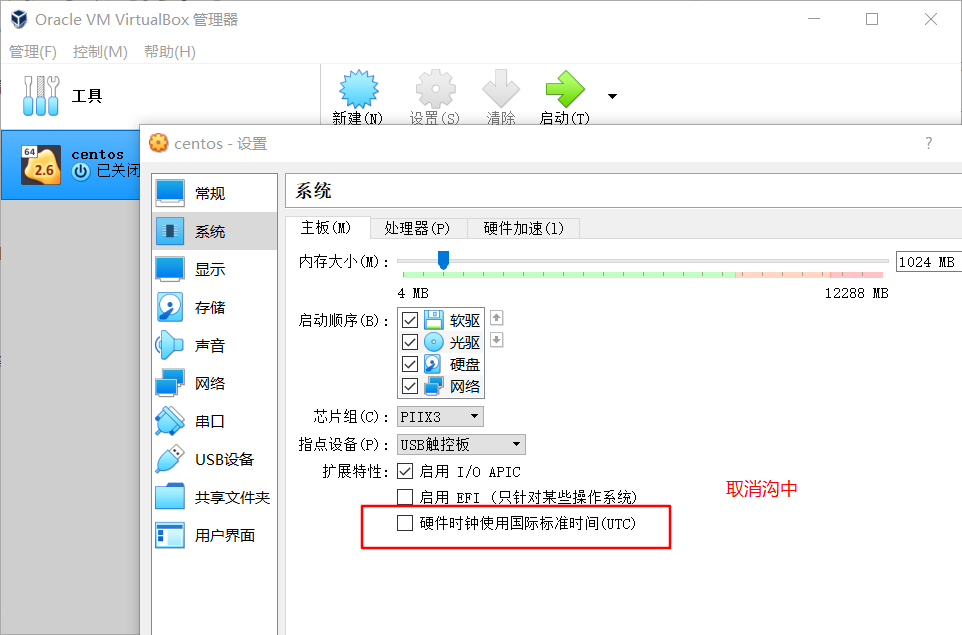 Oracle VM VirtualBox 管理器
管理(F) 控制(M) 帮助(H)
工具
新建(N) 设置(S) 清除 启动(T)
64
2.6
centos
已关闭
centos - 设置
?
常规
系统
显示
存储
声音
网络
串口
USB设备
共享文件夹
用户界面
系统
主板(M) 处理器(P) 硬件加速(l)
内存大小(M): 1024 MB
4 MB 12288 MB
启动顺序(B): 软驱
光驱
硬盘
网络
芯片组(C): PIIX3
指点设备(P): USB触控板
扩展特性: 启用 I/O APIC
启用 EFI (只针对某些操作系统)
硬件时钟使用国际标准时间(UTC)
取消沟中